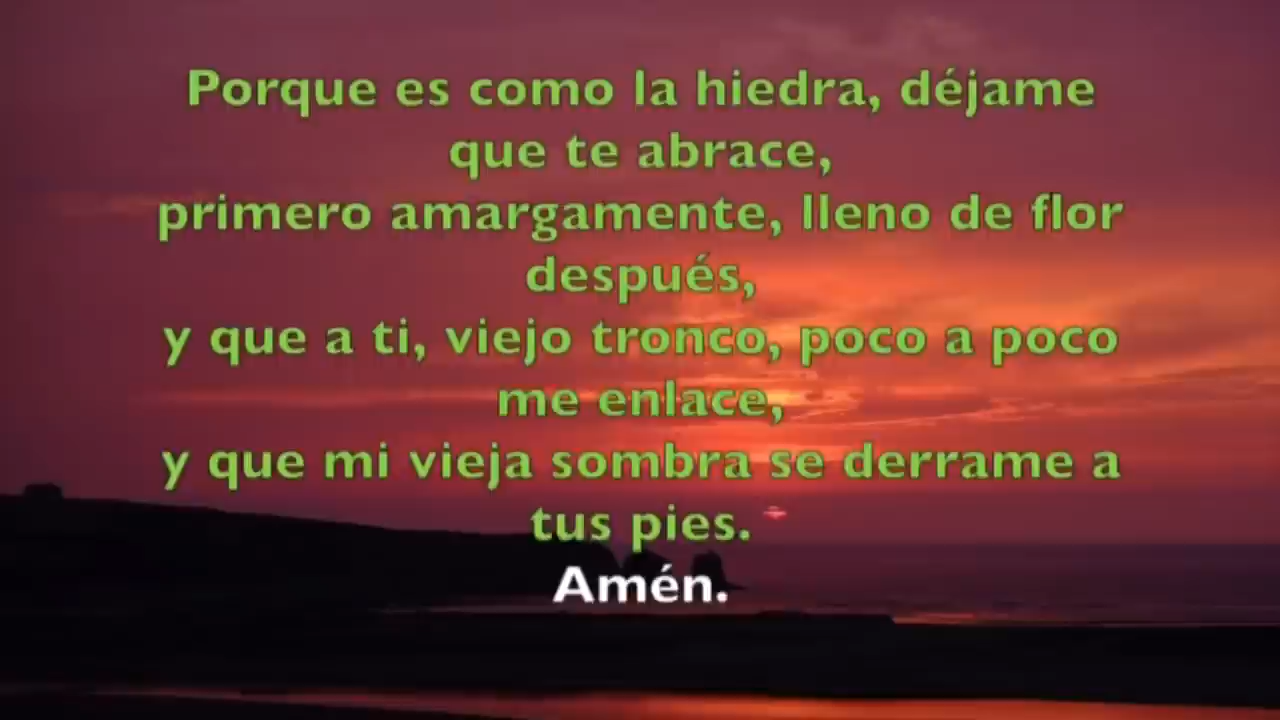 Porque es como la hiedra, déjame
que te abrace,
primero amargamente, lleno de flor
después,
y que a ti, viejo tronco, poco a poco
me enlace,
y que mi vieja sombra se derrame a
tus pies.
Amén.